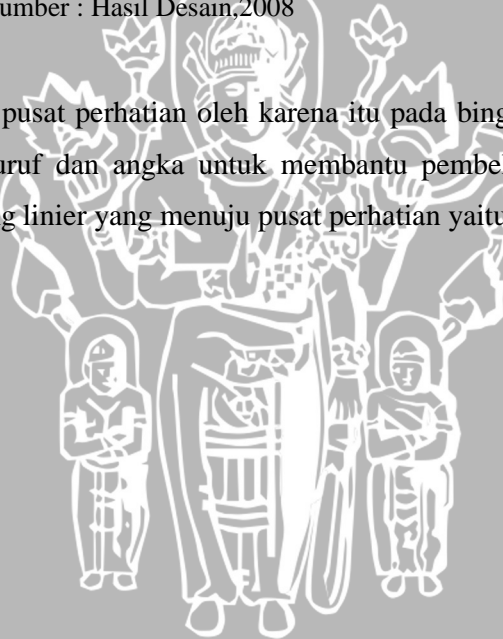 umber : Hasil Desain,2008
pusat perhatian oleh karena itu pada bing
uruf dan angka untuk membantu pembel
g linier yang menuju pusat perhatian yaitu